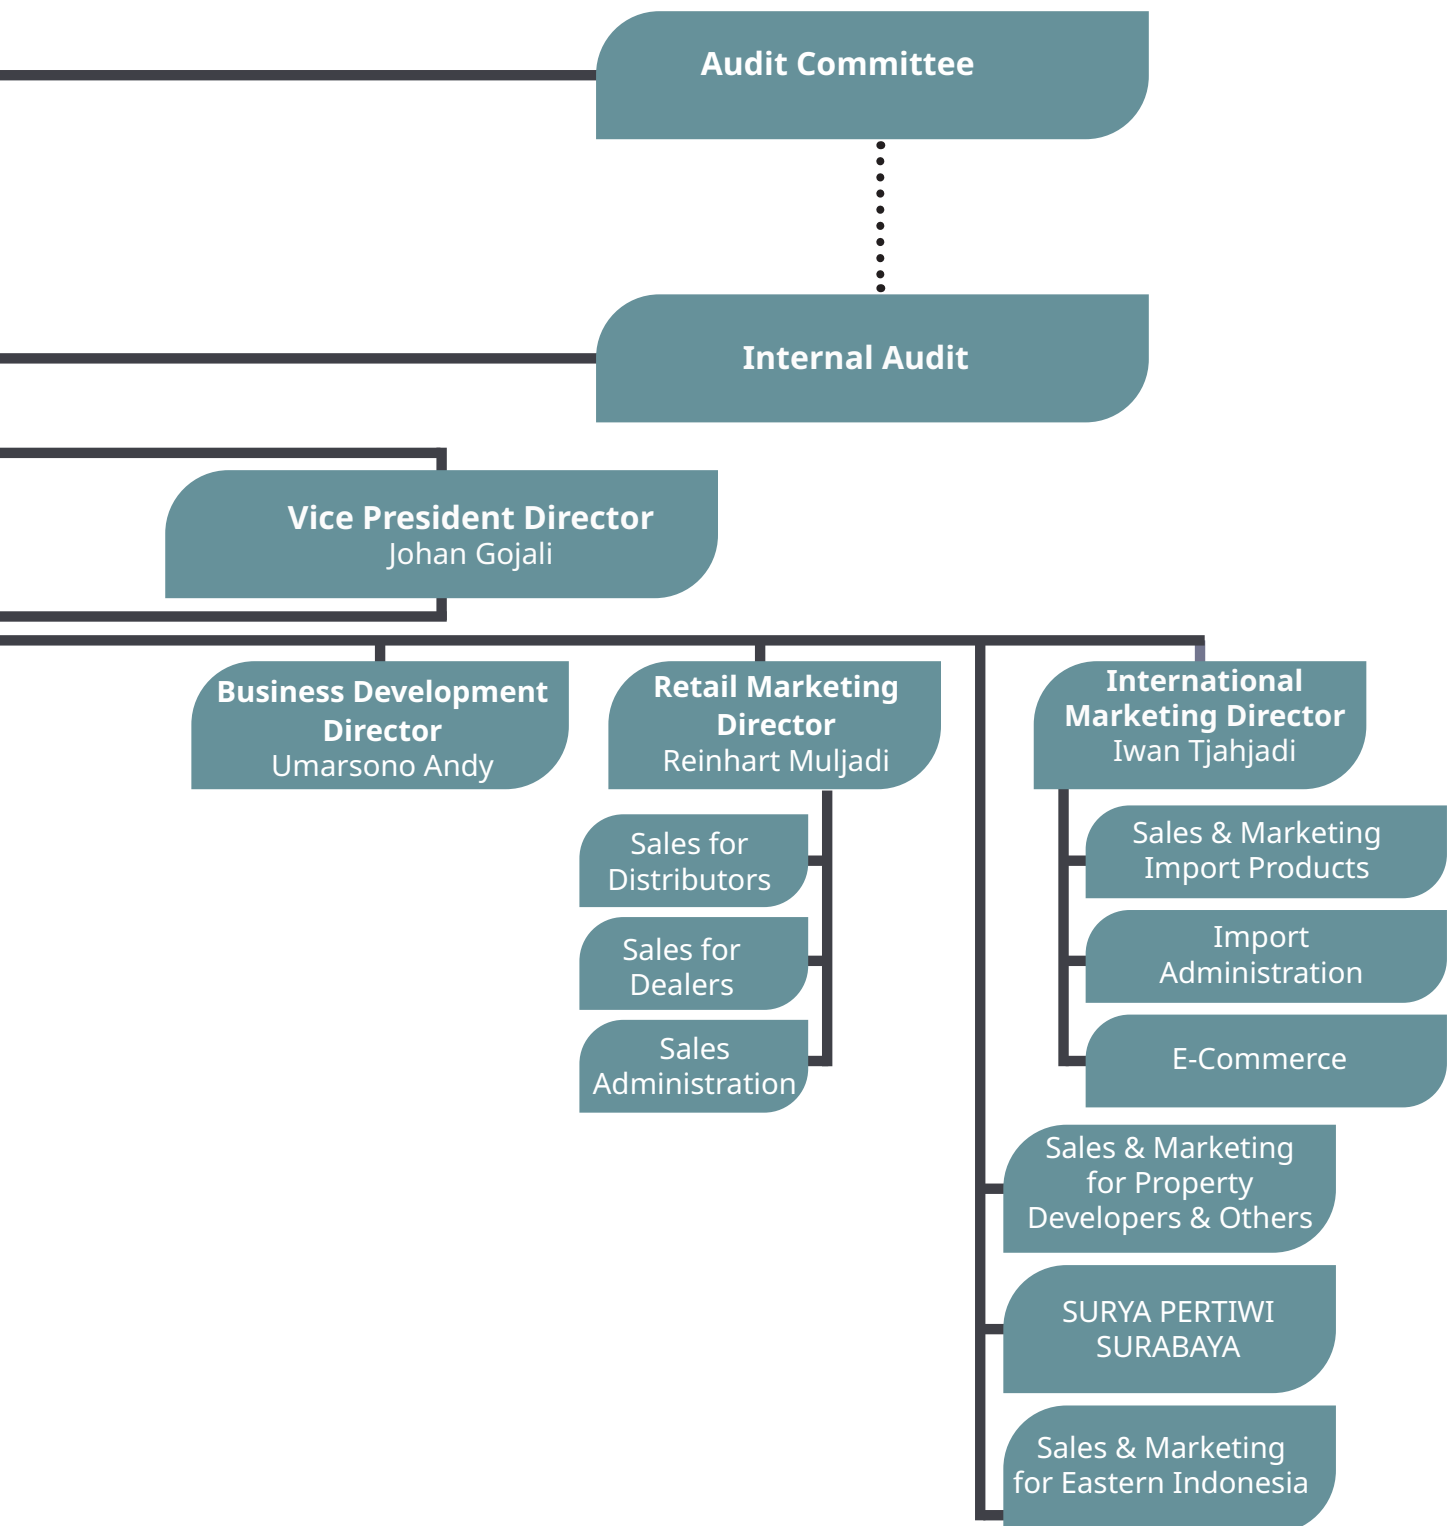 Audit Committee
Internal Audit
Vice President Director
Johan Gojali
Business Development
Director
Umarsono Andy
Retail Marketing
Director
Reinhart Muljadi
International
Marketing Director
Iwan Tjahjadi
Sales for
Distributors
Sales for
Dealers
Sales
Administration
Sales & Marketing
Import Products
Import
Administration
E-Commerce
Sales & Marketing
for Property
Developers & Others
SURYA PERTIWI
SURABAYA
Sales & Marketing
for Eastern Indonesia